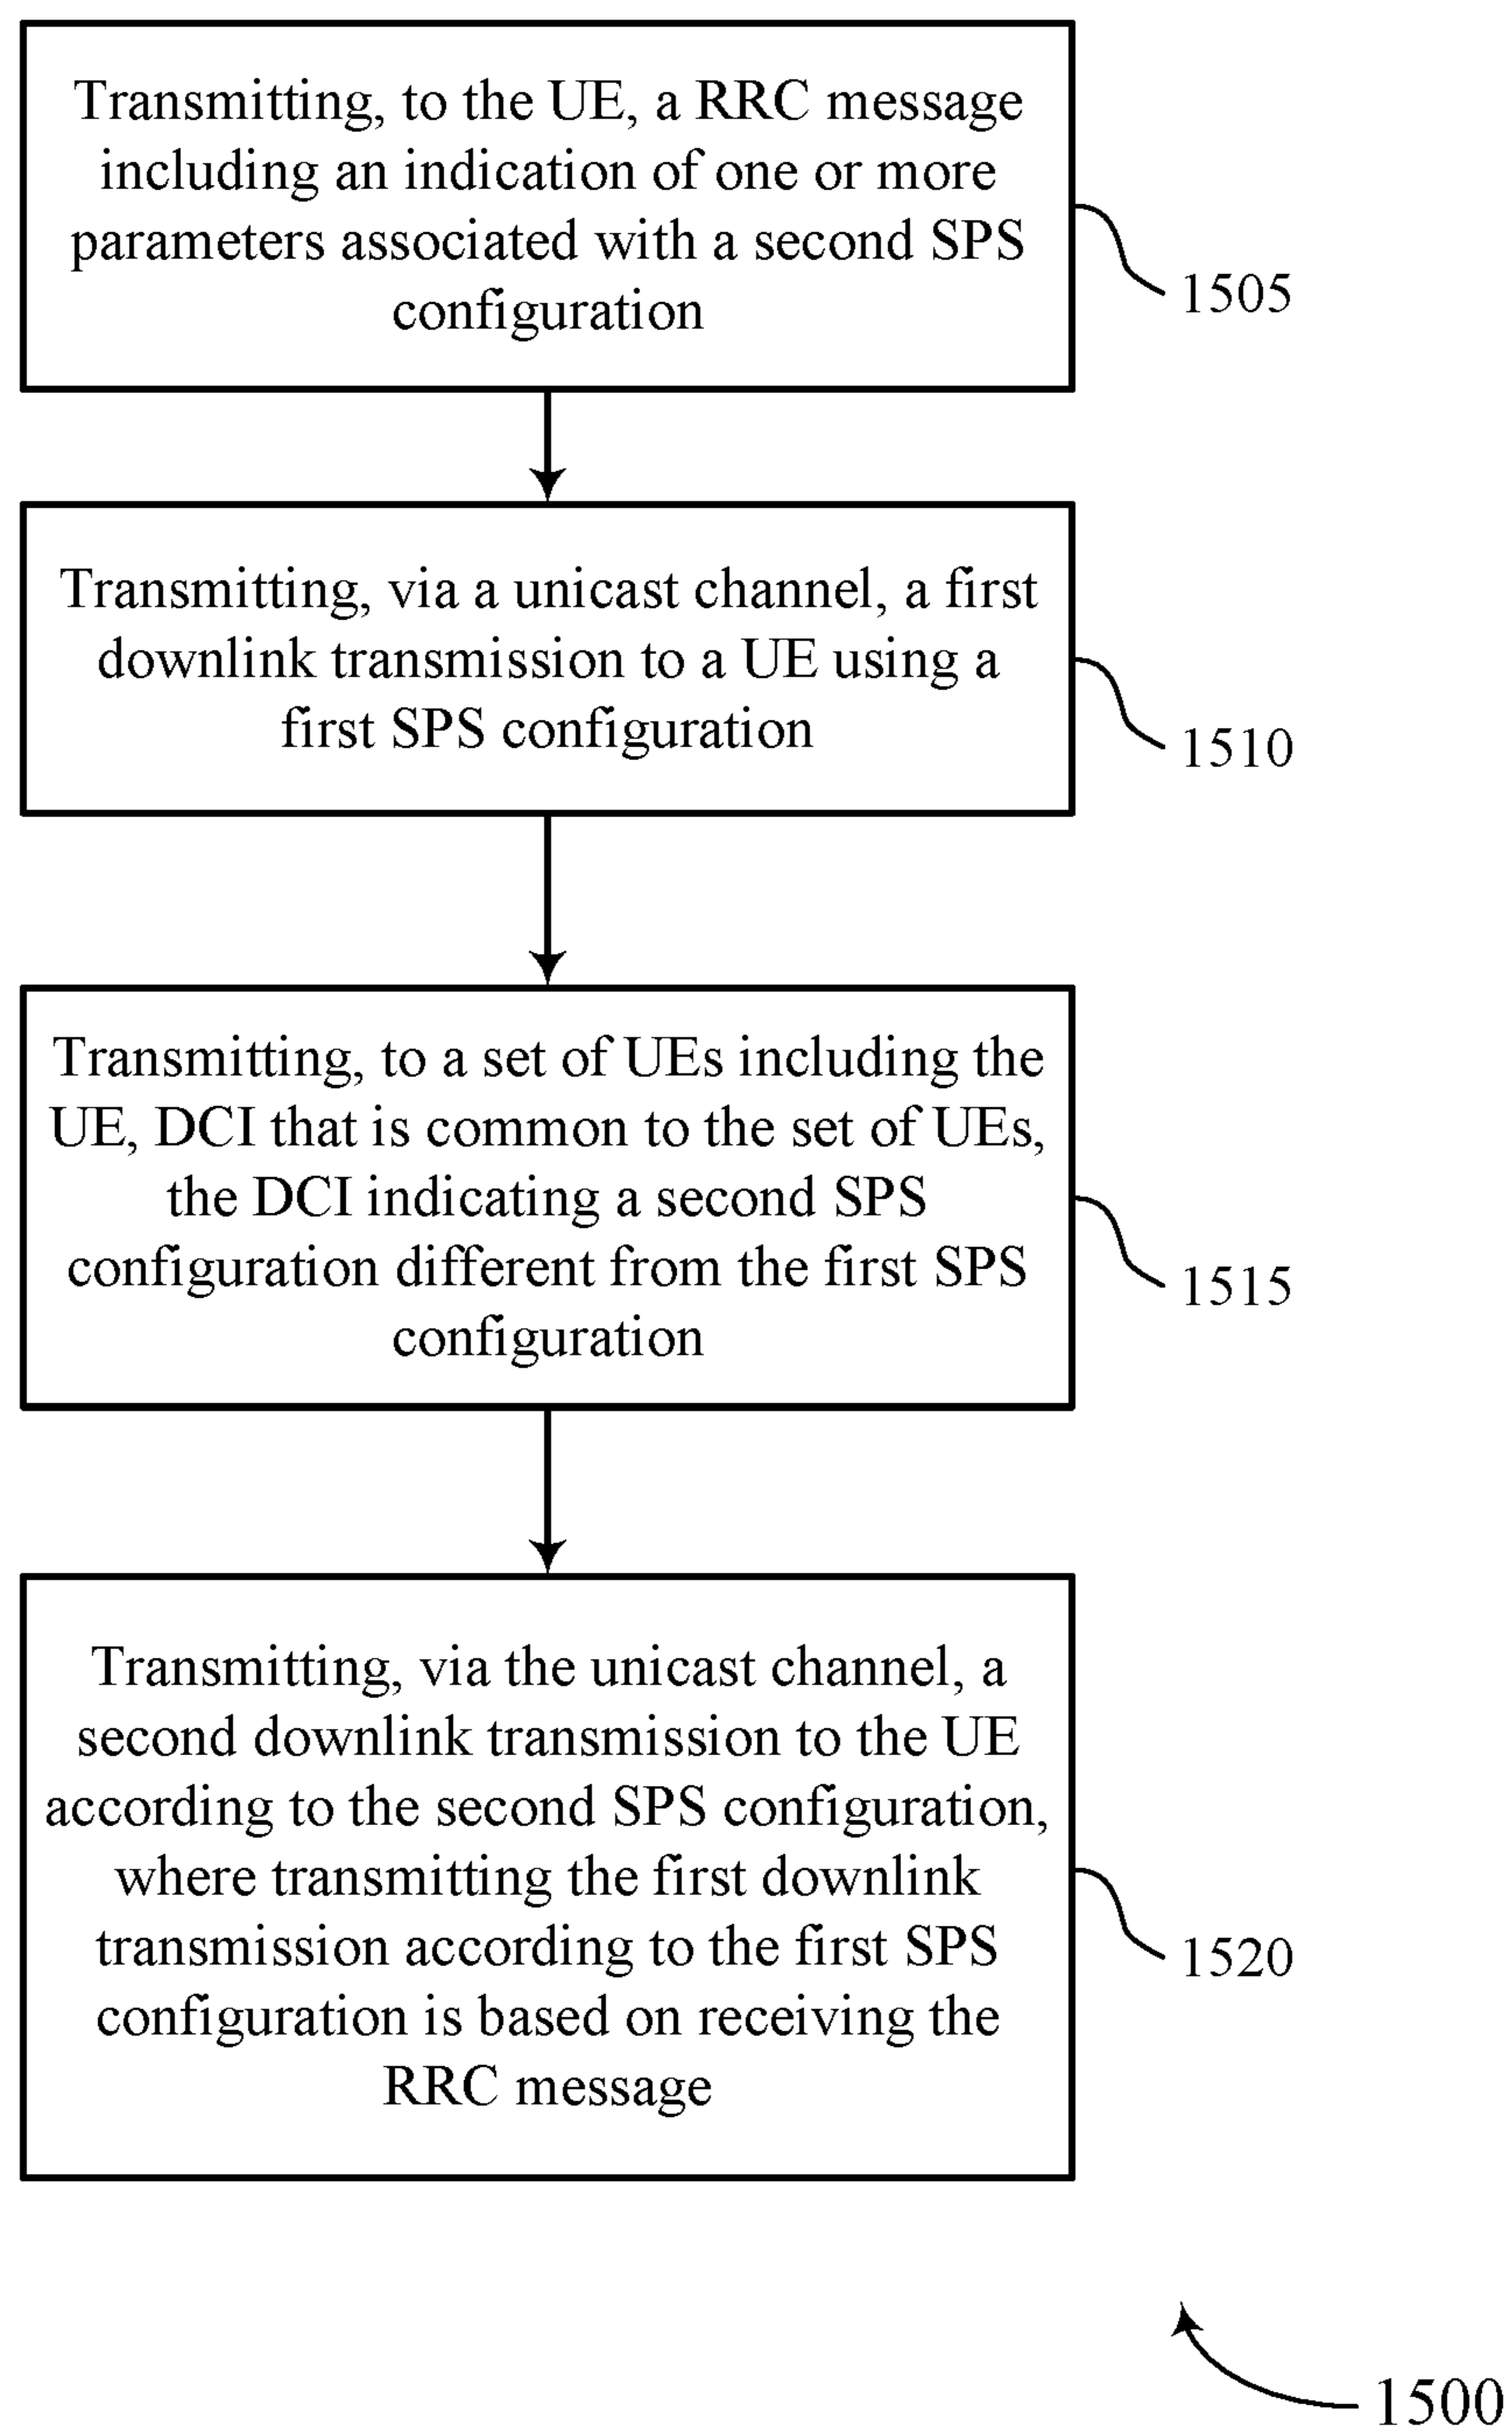 Transmitting, to the UE, a RRC message
including an indication of one or more
parameters associated with a second SPS
configuration
1505
Transmitting, via a unicast channel, a first
downlink transmission to a UE using a
first SPS configuration
1510
Transmitting, to a set of UEs including the
UE, DCI that is common to the set of UEs,
the DCI indicating a second SPS
configuration different from the first SPS
configuration
1515
Transmitting, via the unicast channel, a
second downlink transmission to the UE
according to the second SPS configuration,
where transmitting the first downlink
transmission according to the first SPS
configuration is based on receiving the
RRC message
1520
1500